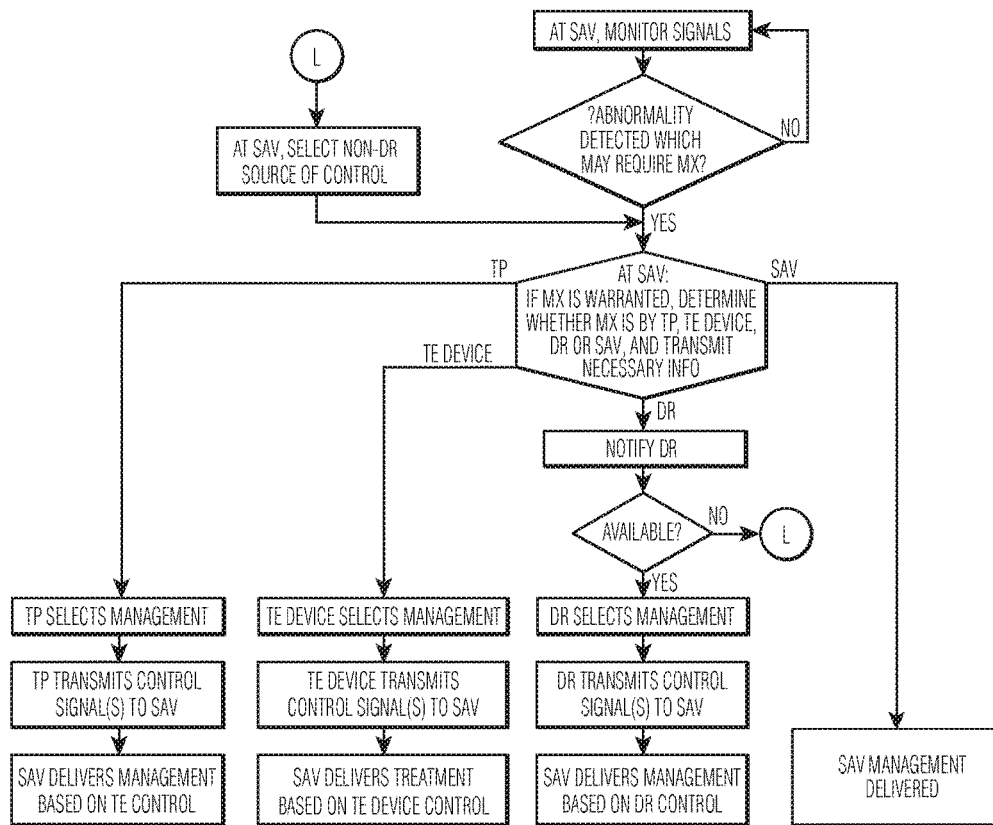 AT SAV, MONITOR SIGNALS
L
?ABNORMALITY
DETECTED WHICH
MAY REQUIRE MX?
NO
AT SAV, SELECT NON-DR
SOURCE OF CONTROL
YES
TP
AT SAV:
IF MX IS WARRANTED, DETERMINE
WHETHER MX IS BY TP, TE DEVICE,
DR OR SAV, AND TRANSMIT
NECESSARY INFO
SAV
TE DEVICE
DR
NOTIFY DR
AVAILABLE?
NO
L
YES
TP SELECTS MANAGEMENT
TE DEVICE SELECTS MANAGEMENT
DR SELECTS MANAGEMENT
TP TRANSMITS CONTROL
SIGNAL(S) TO SAV
TE DEVICE TRANSMITS
CONTROL SIGNAL(S) TO SAV
DR TRANSMITS CONTROL
SIGNAL(S) TO SAV
SAV DELIVERS MANAGEMENT
BASED ON TE CONTROL
SAV DELIVERS TREATMENT
BASED ON TE DEVICE CONTROL
SAV DELIVERS MANAGEMENT
BASED ON DR CONTROL
SAV MANAGEMENT
DELIVERED